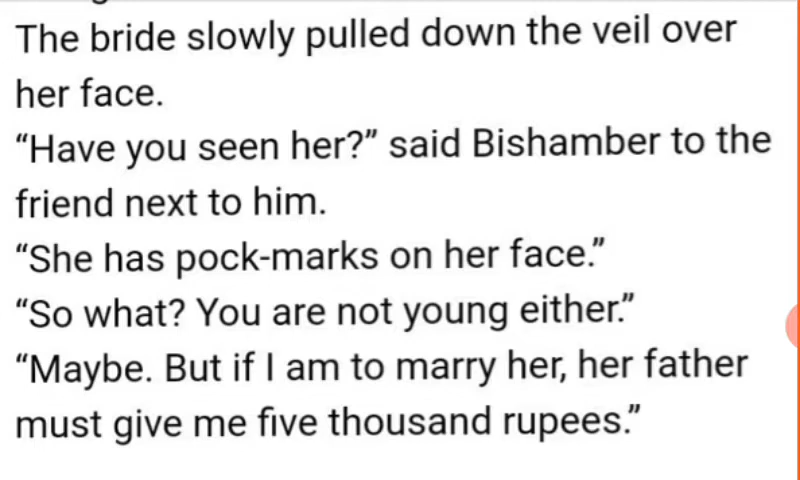 The bride slowly pulled down the veil over
her face.
“Have you seen her?” said Bishamber to the
friend next to him.
“She has pock-marks on her face.”
“So what? You are not young either.”
“Maybe. But if I am to marry her, her father
must give me five thousand rupees.”